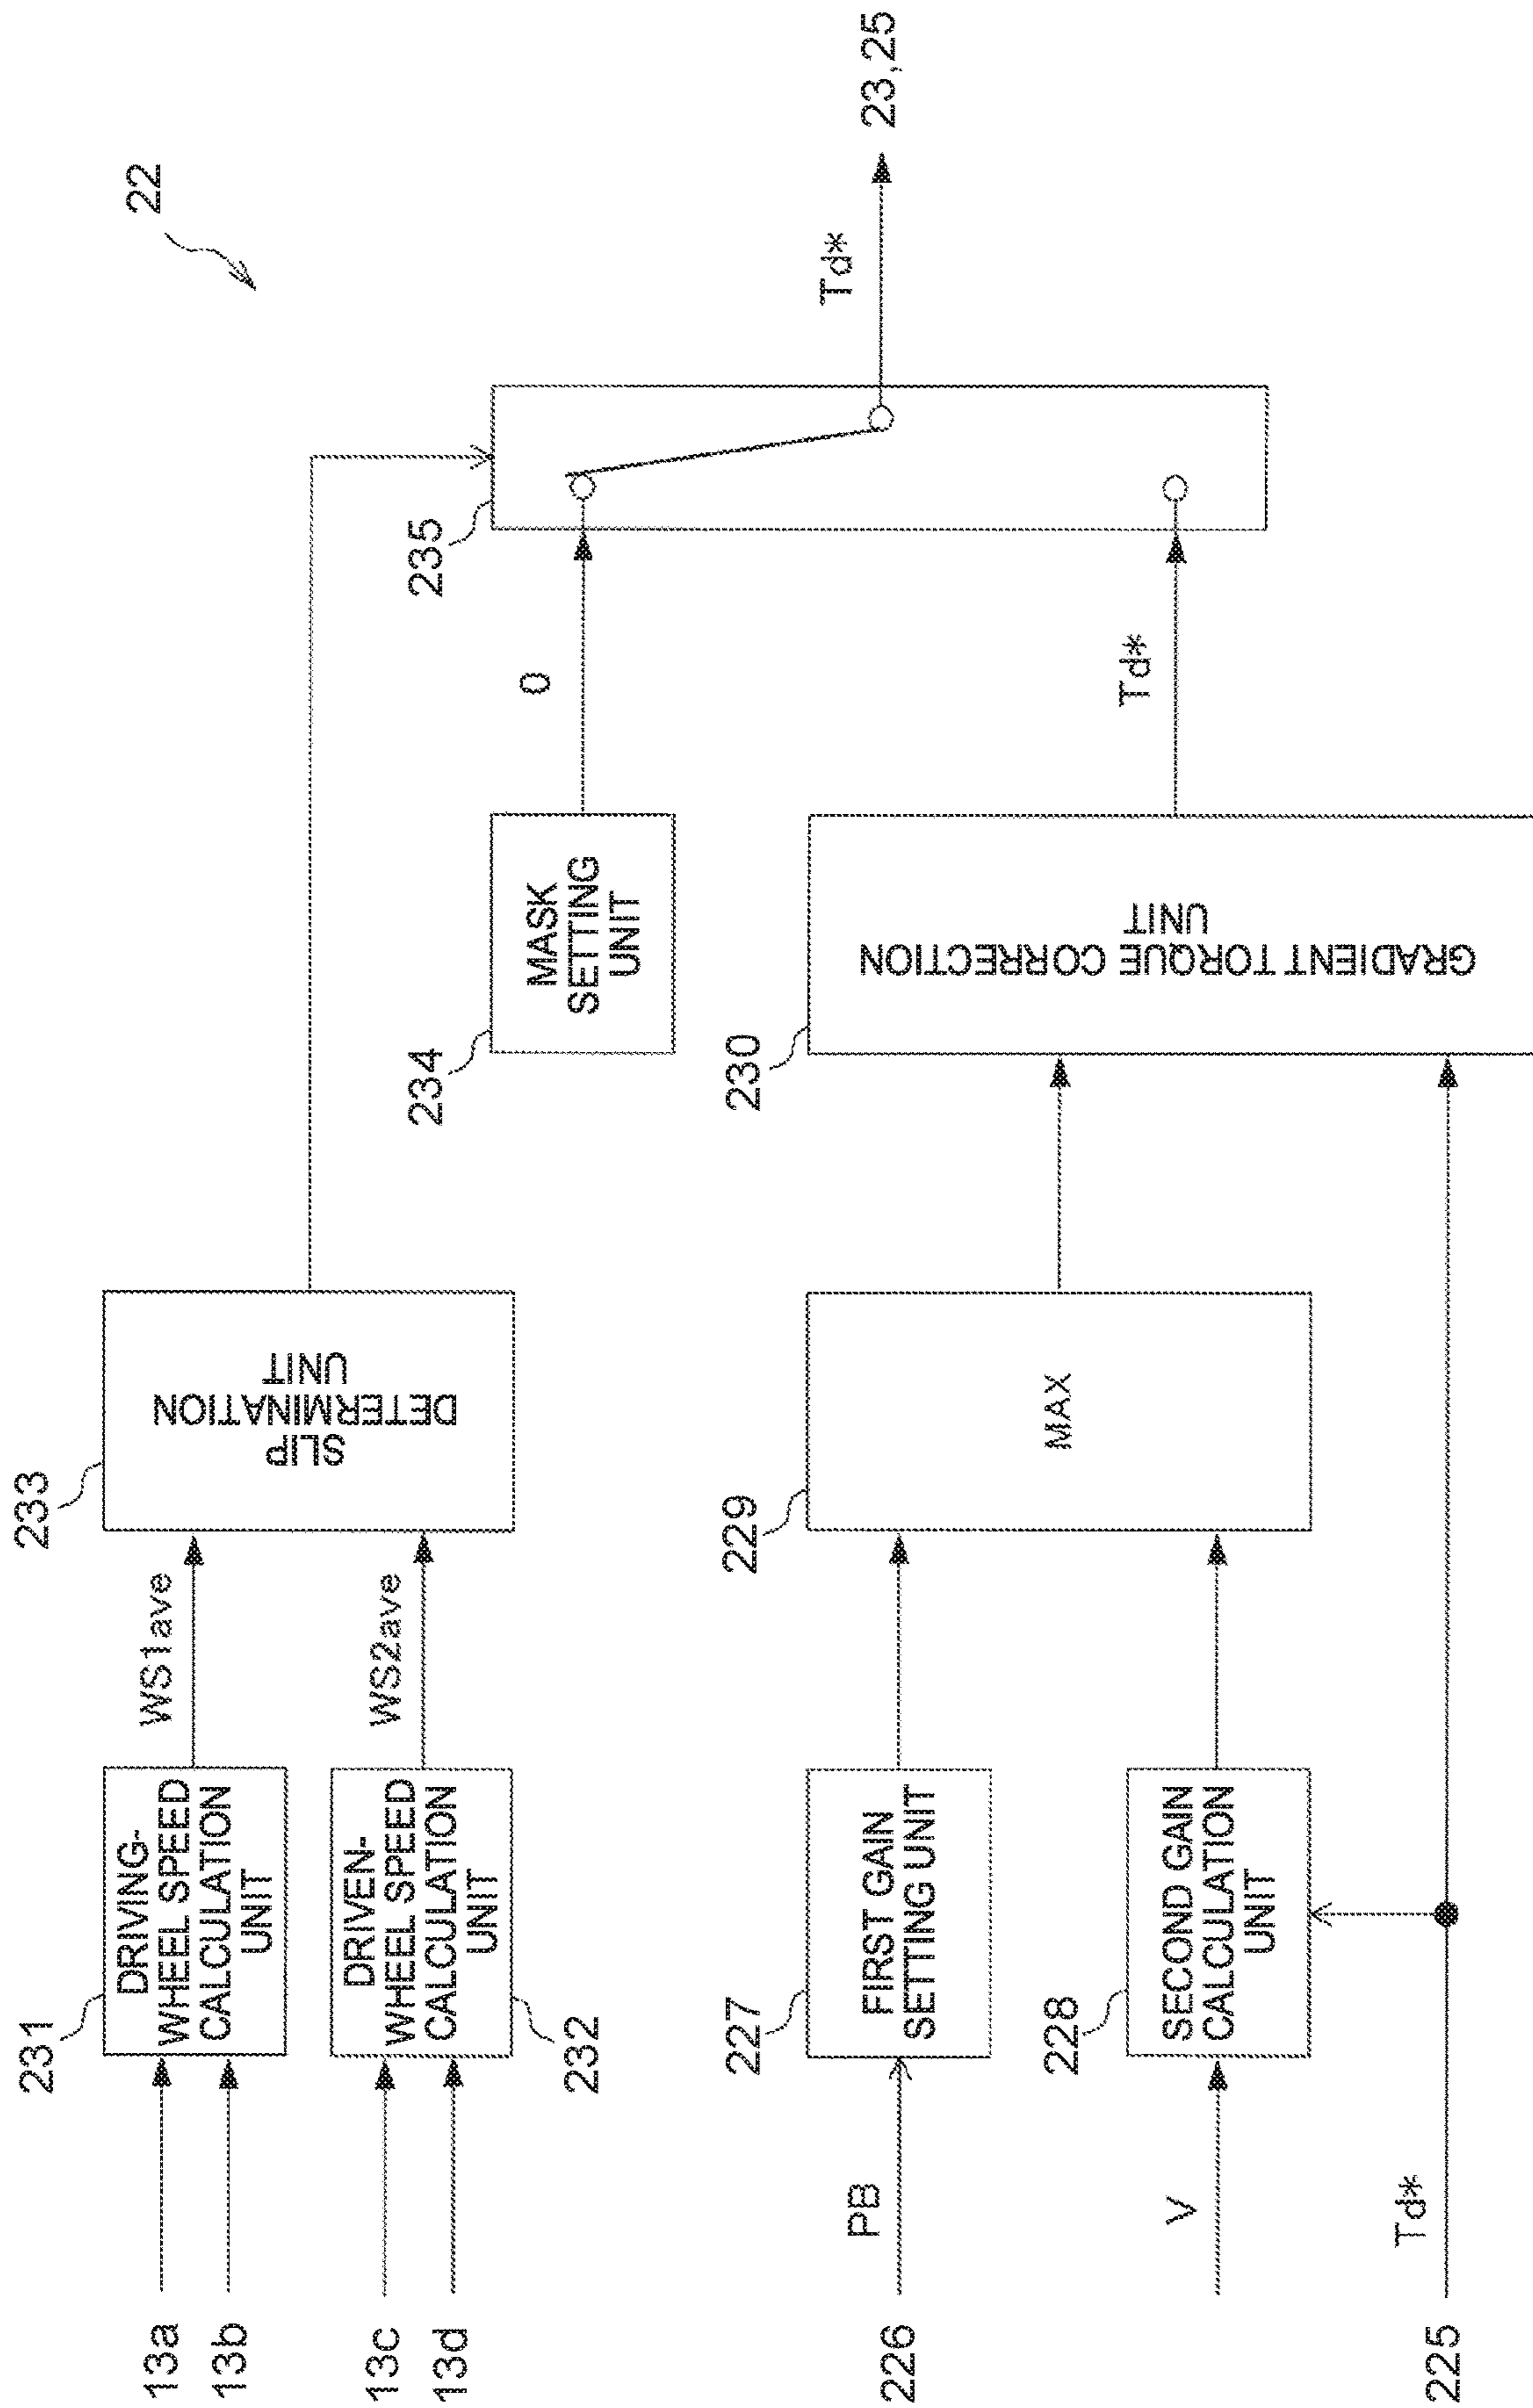 22
13a
13b
231
DRIVING-
WHEEL SPEED
CALCULATION
UNIT
WS1ave
233
SLIP
DETERMINATION
UNIT
13c
13d
232
DRIVEN-
WHEEL SPEED
CALCULATION
UNIT
WS2ave
234
MASK
SETTING
UNIT
0
235
Td*
23,25
226
PB
227
FIRST GAIN
SETTING UNIT
229
MAX
230
GRADIENT TORQUE CORRECTION
UNIT
Td*
V
228
SECOND GAIN
CALCULATION
UNIT
225
Td*